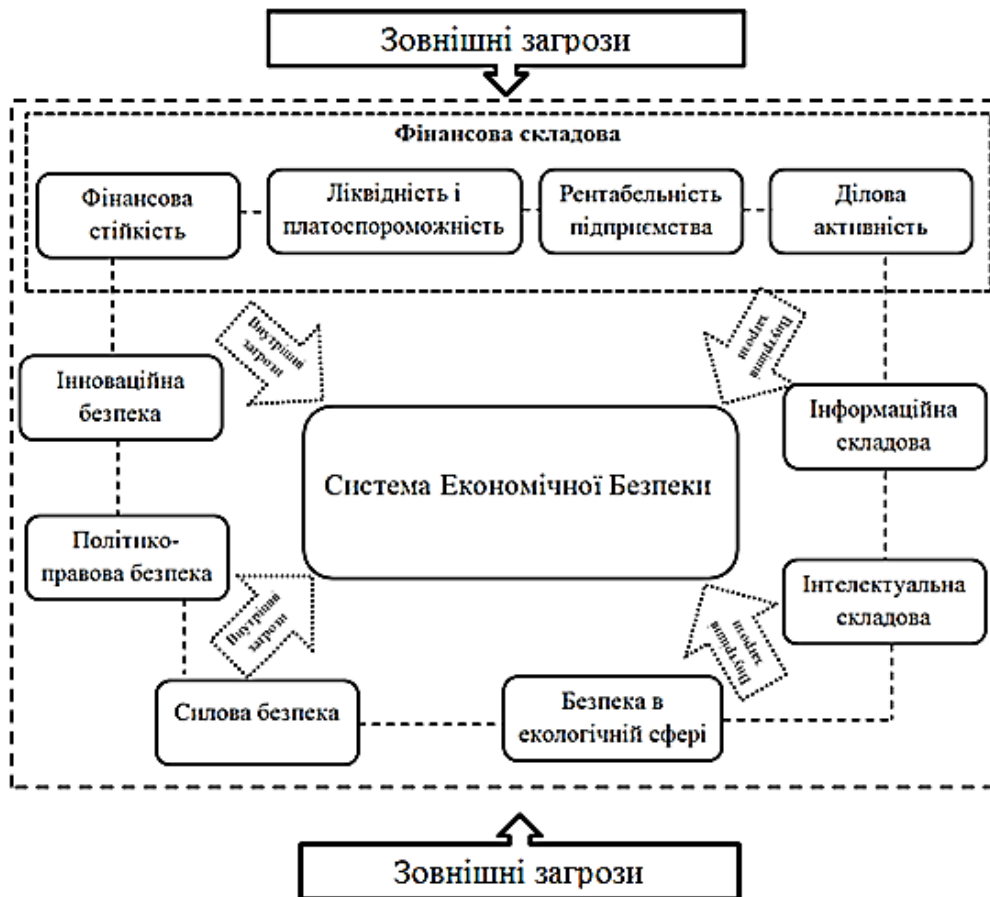 Зовнішні загрози
Фінансова складова
Фінансова
стійкість
Ліквідність і
платоспороможність
Рентабельність
підприємства
Ділова
активність
Внутрішні
загрози
Внутрішні
загрози
Інноваційна
безпека
Інформаційна
складова
Система Економічної Безпеки
Політико-
правова безпека
Інтелектуальна
складова
Внутрішні
загрози
Внутрішні
загрози
Силова безпека
Безпека в
екологічній сфері
Зовнішні загрози